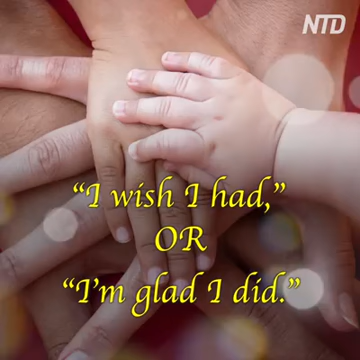 NTD
“I wish I had,”
OR
“I'm glad I did.”